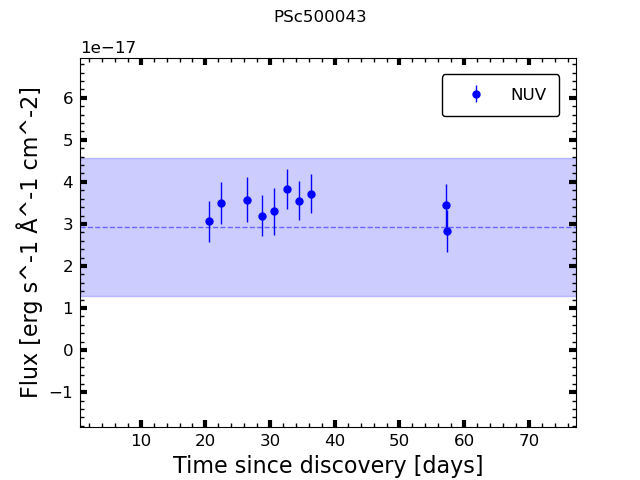 PSc500043
1e−17
NUV
6
5
4
3
2
1
0
−1
Flux [erg s^-1 Å^-1 cm^-2]
10 20 30 40 50 60 70
Time since discovery [days]